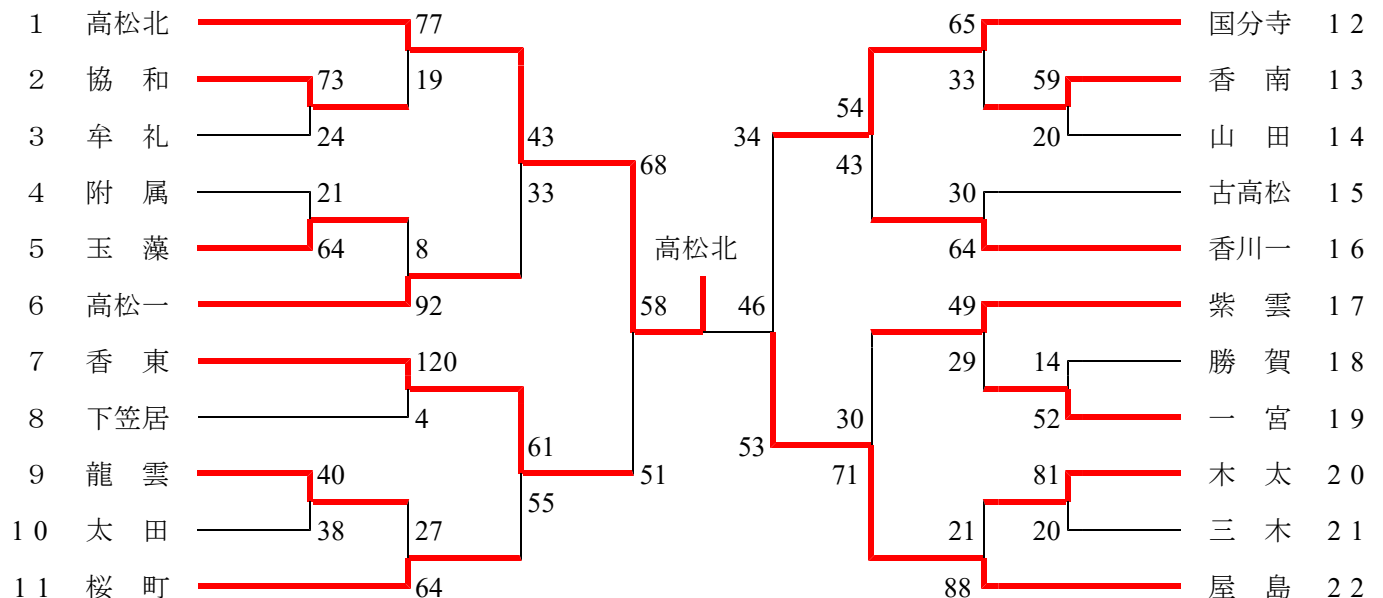 1 高松北 77 65 国分寺 12
2 協 和 73 19 33 59 香 南 13
54
3 牟 礼 24 43 34 20 山 田 14
68 43
4 附 属 21 33 30 古高松 15
5 玉 藻 64 8 高松北 64 香川一 16
6 高松一 92 58 46 49 紫 雲 17
7 香 東 120 29 14 勝 賀 18
8 下笠居 4 30 52 一 宮 19
61 53
9 龍 雲 40 51 71 81 木 太 20
55
10 太 田 38 27 21 20 三 木 21
11 桜 町 64 88 屋 島 22